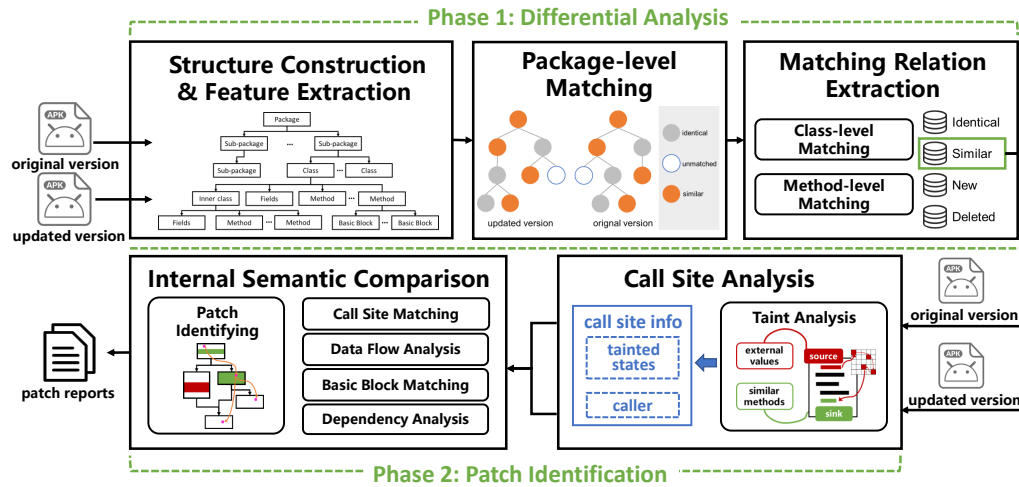 Phase 1: Differential Analysis
Structure Construction
& Feature Extraction
Package
Sub-package
...
Sub-package
Sub-package
Class
...
Class
Inner class
Fields
Method
...
Method
Fields
Method
...
Method
Basic Block
...
Basic Block
APK
original version
APK
updated version
Package-level
Matching
identical
unmatched
similar
updated version
orignal version
Matching Relation
Extraction
Class-level
Matching
Method-level
Matching
Identical
Similar
New
Deleted
Internal Semantic Comparison
Patch
Identifying
Call Site Matching
Data Flow Analysis
Basic Block Matching
Dependency Analysis
patch reports
Call Site Analysis
call site info
tainted
states
caller
Taint Analysis
external
values
source
similar
methods
sink
APK
original version
APK
updated version
Phase 2: Patch Identification